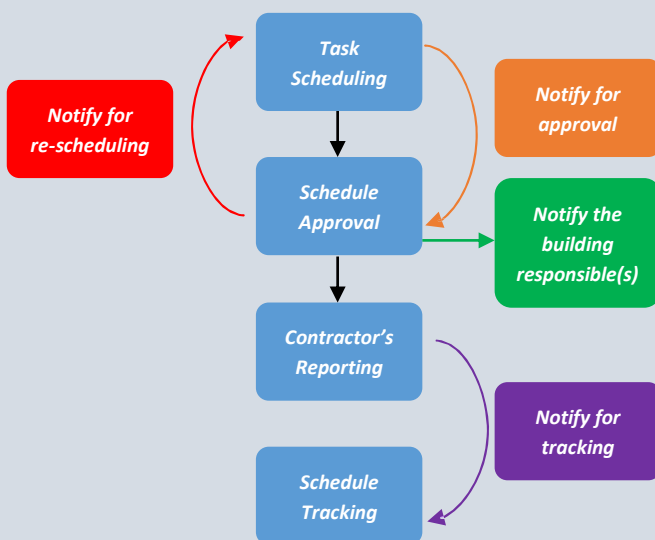 Task
Scheduling
Notify for
re-scheduling
Notify for
approval
Schedule
Approval
Notify the
building
responsible(s)
Contractor’s
Reporting
Notify for
tracking
Schedule
Tracking